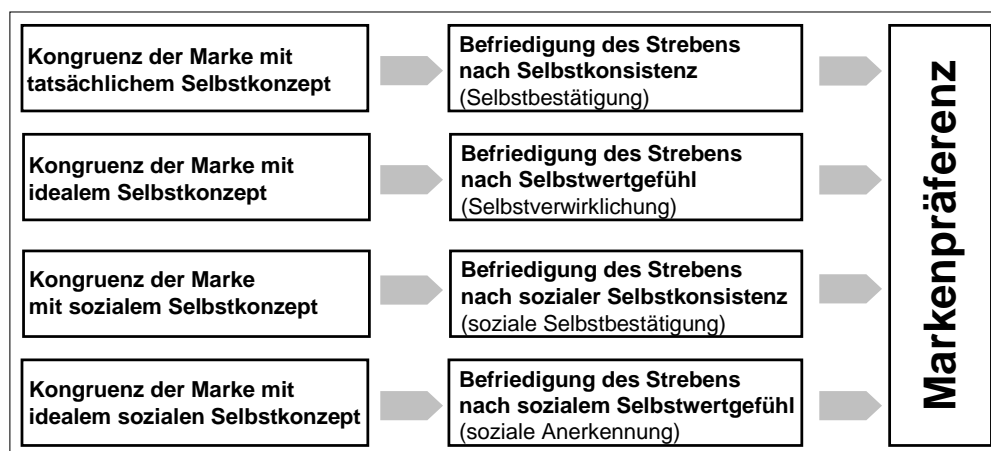 Kongruenz der Marke mit
tatsächlichem Selbstkonzept
Befriedigung des Strebens
nach Selbstkonsistenz
(Selbstbestätigung)
Kongruenz der Marke mit
idealem Selbstkonzept
Befriedigung des Strebens
nach Selbstwertgefühl
(Selbstverwirklichung)
Kongruenz der Marke
mit sozialem Selbstkonzept
Befriedigung des Strebens
nach sozialer Selbstkonsistenz
(soziale Selbstbestätigung)
Kongruenz der Marke mit
idealem sozialen Selbstkonzept
Befriedigung des Strebens
nach sozialem Selbstwertgefühl
(soziale Anerkennung)
Markenpräferenz